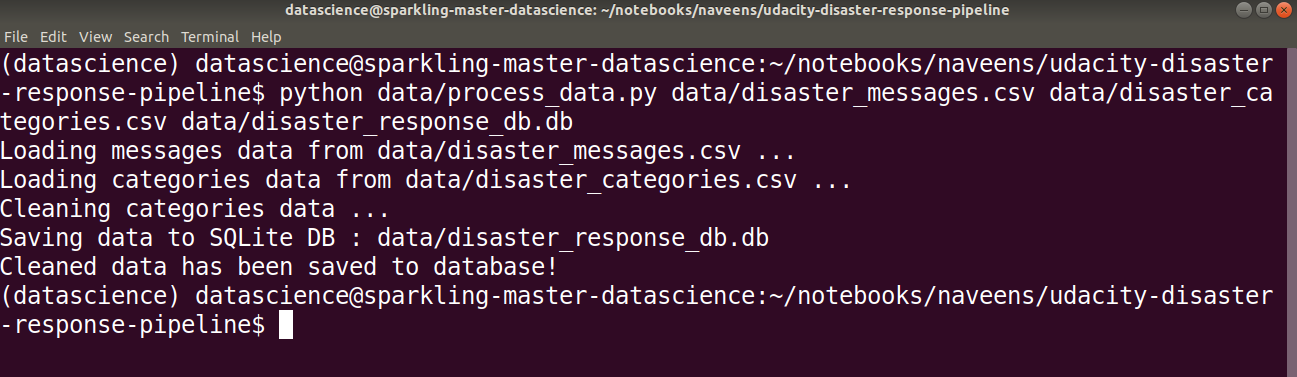 datascience@sparkling-master-datascience: ~/notebooks/naveens/udacity-disaster-response-pipeline
File Edit View Search Terminal Help
(datascience) datascience@sparkling-master-datascience:~/notebooks/naveens/udacity-disaster
-response-pipeline$ python data/process_data.py data/disaster_messages.csv data/disaster_ca
tegories.csv data/disaster_response_db.db
Loading messages data from data/disaster_messages.csv ...
Loading categories data from data/disaster_categories.csv ...
Cleaning categories data ...
Saving data to SQLite DB : data/disaster_response_db.db
Cleaned data has been saved to database!
(datascience) datascience@sparkling-master-datascience:~/notebooks/naveens/udacity-disaster
-response-pipeline$